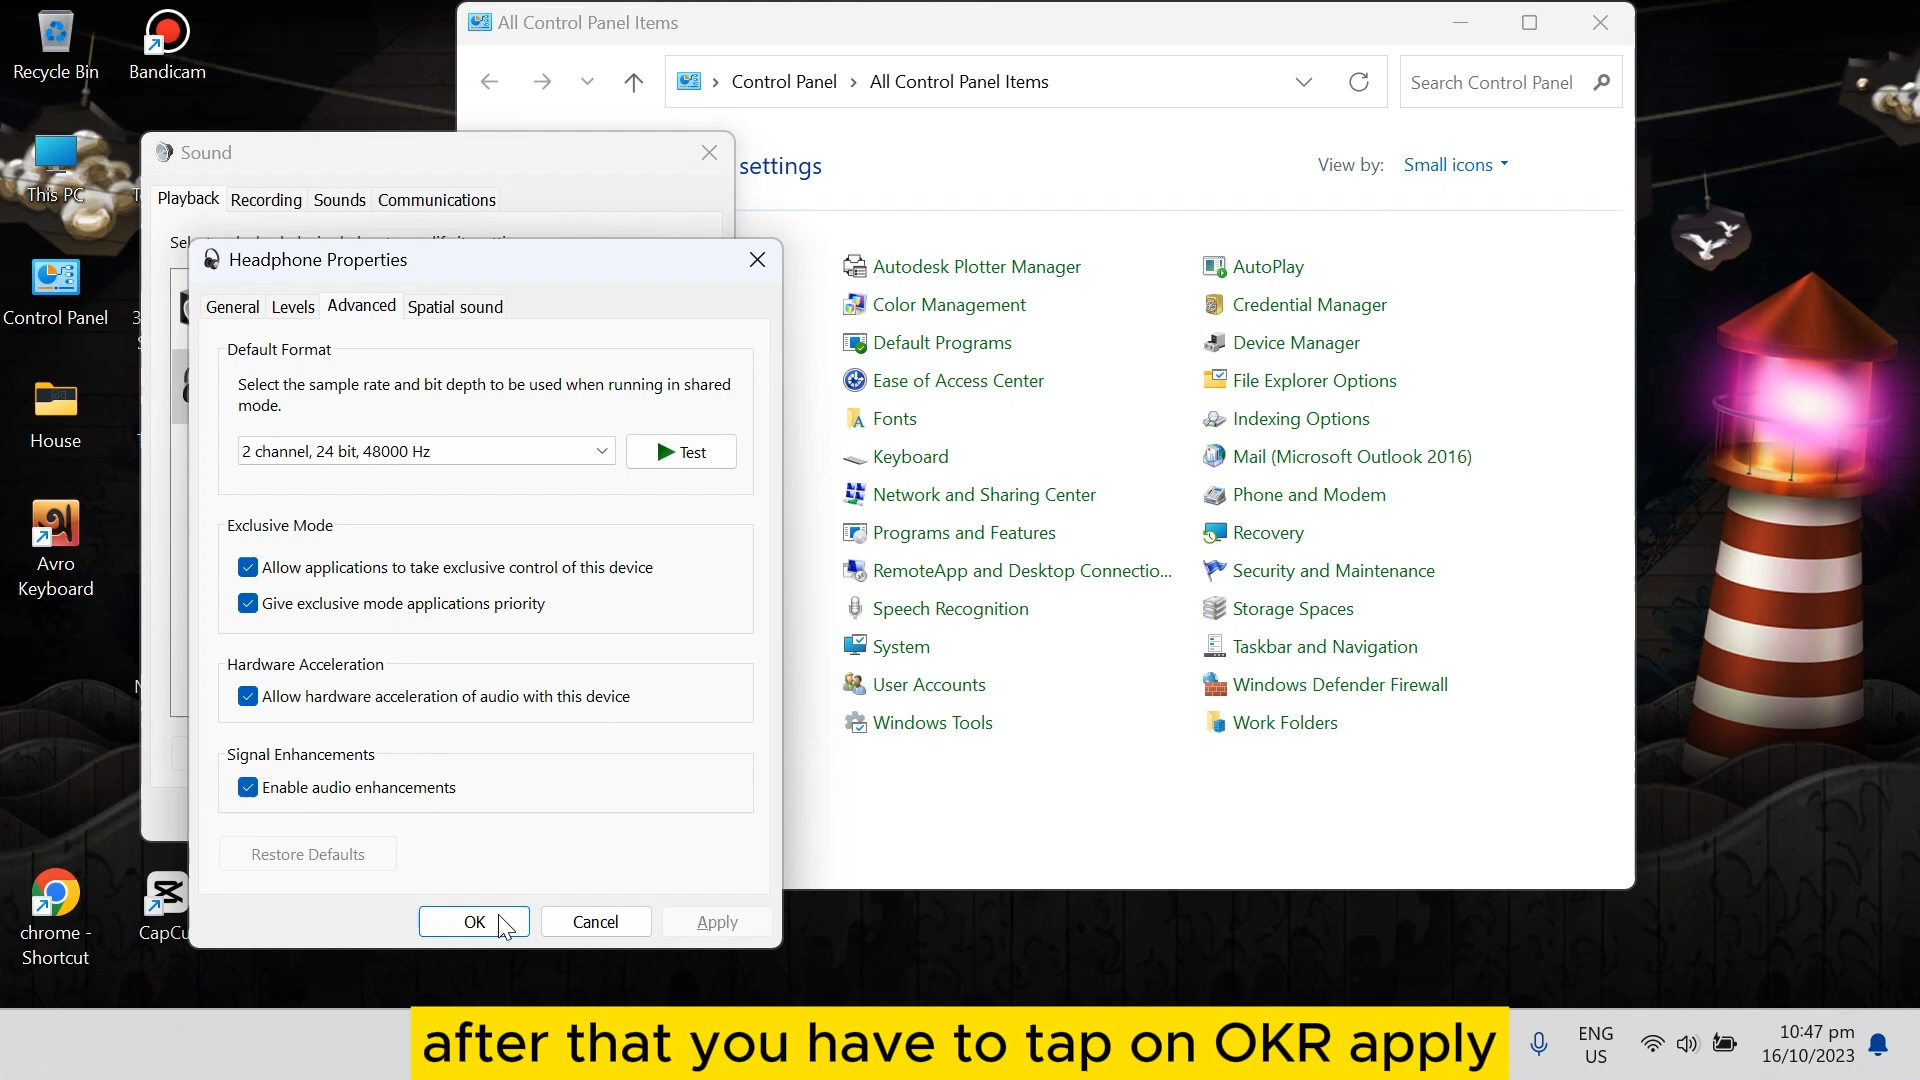 Recycle Bin
Bandicam
This PC
Control Panel
House
Avro
Keyboard
chrome -
Shortcut
CapCu
All Control Panel Items
Control Panel
All Control Panel Items
Search Control Panel
settings
View by:
Small icons
Sound
Playback
Recording
Sounds
Communications
Headphone Properties
General
Levels
Advanced
Spatial sound
Default Format
Select the sample rate and bit depth to be used when running in shared
mode.
2 channel, 24 bit, 48000 Hz
Test
Exclusive Mode
Allow applications to take exclusive control of this device
Give exclusive mode applications priority
Hardware Acceleration
Allow hardware acceleration of audio with this device
Signal Enhancements
Enable audio enhancements
Restore Defaults
OK
Cancel
Apply
Autodesk Plotter Manager
AutoPlay
Color Management
Credential Manager
Default Programs
Device Manager
Ease of Access Center
File Explorer Options
Fonts
Indexing Options
Keyboard
Mail (Microsoft Outlook 2016)
Network and Sharing Center
Phone and Modem
Programs and Features
Recovery
RemoteApp and Desktop Connectio...
Security and Maintenance
Speech Recognition
Storage Spaces
System
Taskbar and Navigation
User Accounts
Windows Defender Firewall
Windows Tools
Work Folders
after that you have to tap on OKR apply
ENG
US
10:47 pm
16/10/2023